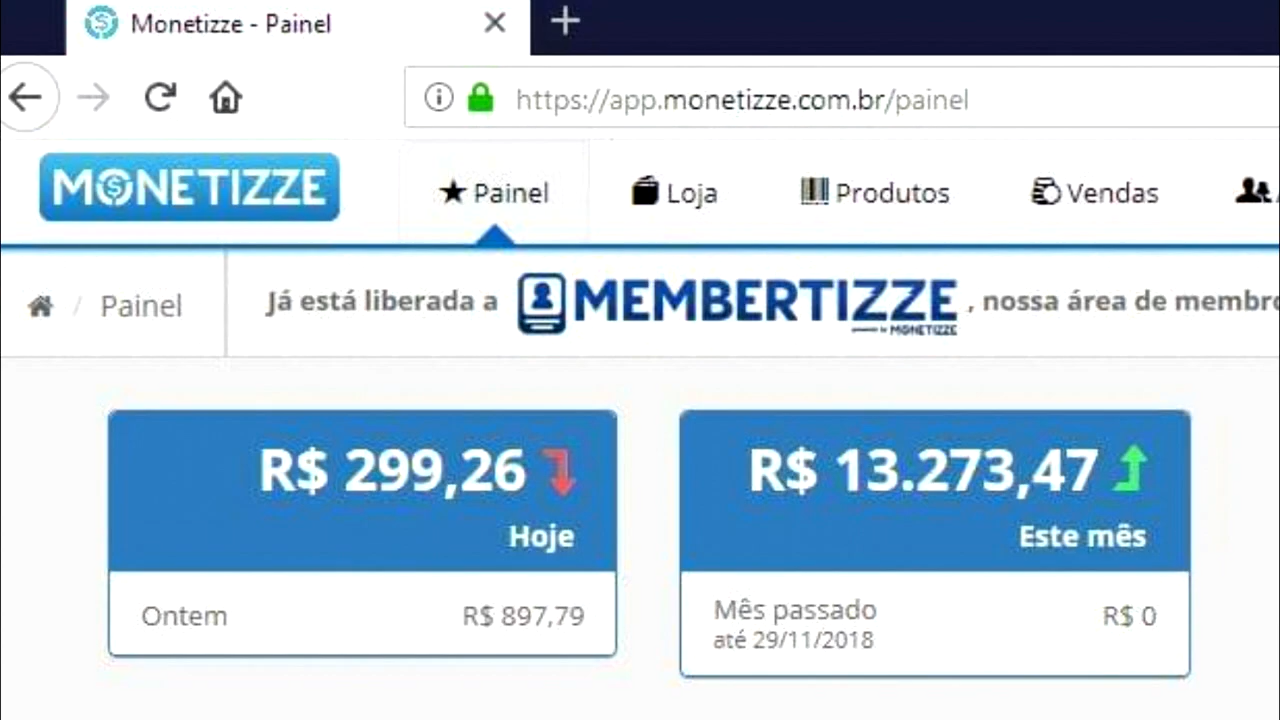 Monetizze - Painel
https://app.monetizze.com.br/painel
MONETIZZE Painel Loja Produtos Vendas
/ Painel Já está liberada a MEMBERTIZZE , nossa área de membro
by MONETIZZE
R$ 299,26
Hoje
Ontem R$ 897,79
R$ 13.273,47
Este mês
Mês passado R$ 0
até 29/11/2018